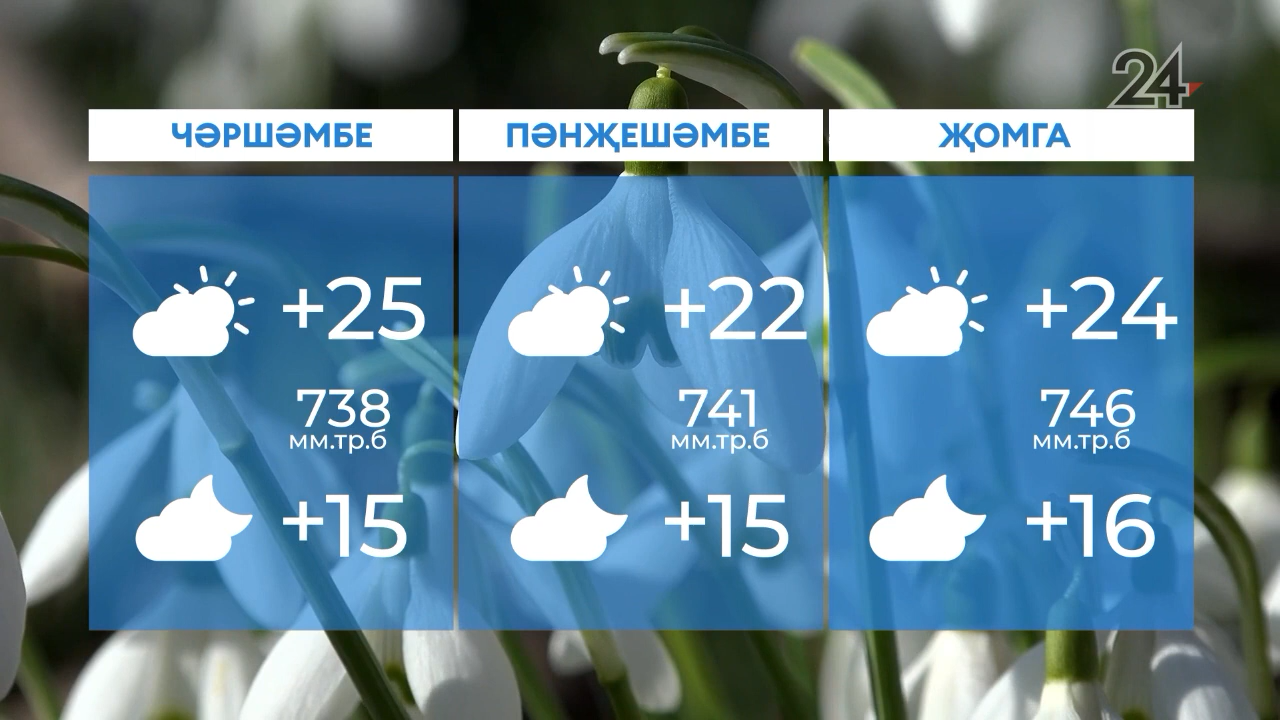 24
ЧӘРШӘМБЕ
ПӘНҖЕШӘМБЕ
ҖОМГА
+25
+22
+24
738
мм.тр.б
741
мм.тр.б
746
мм.тр.б
+15
+15
+16